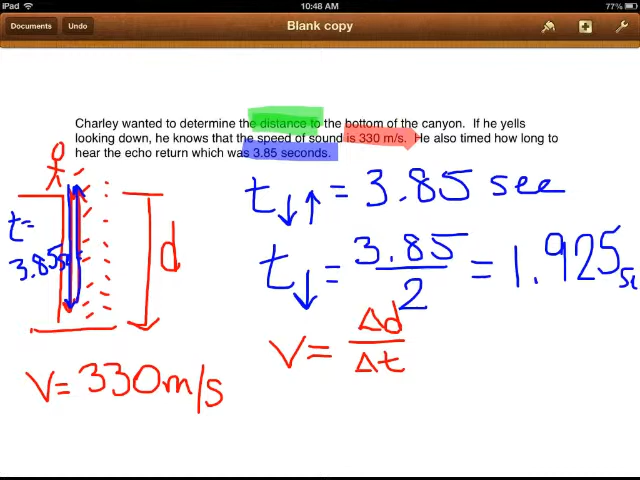 iPad
10:48 AM
77%
Documents
Undo
Blank copy
Charley wanted to determine the distance to the bottom of the canyon. If he yells
looking down, he knows that the speed of sound is 330 m/s. He also timed how long to
hear the echo return which was 3.85 seconds.
t↓↑ = 3.85 sec
t=
3.85s
d
t↓ = 3.85/2 = 1.925 s
V = Δd/Δt
V= 330m/s